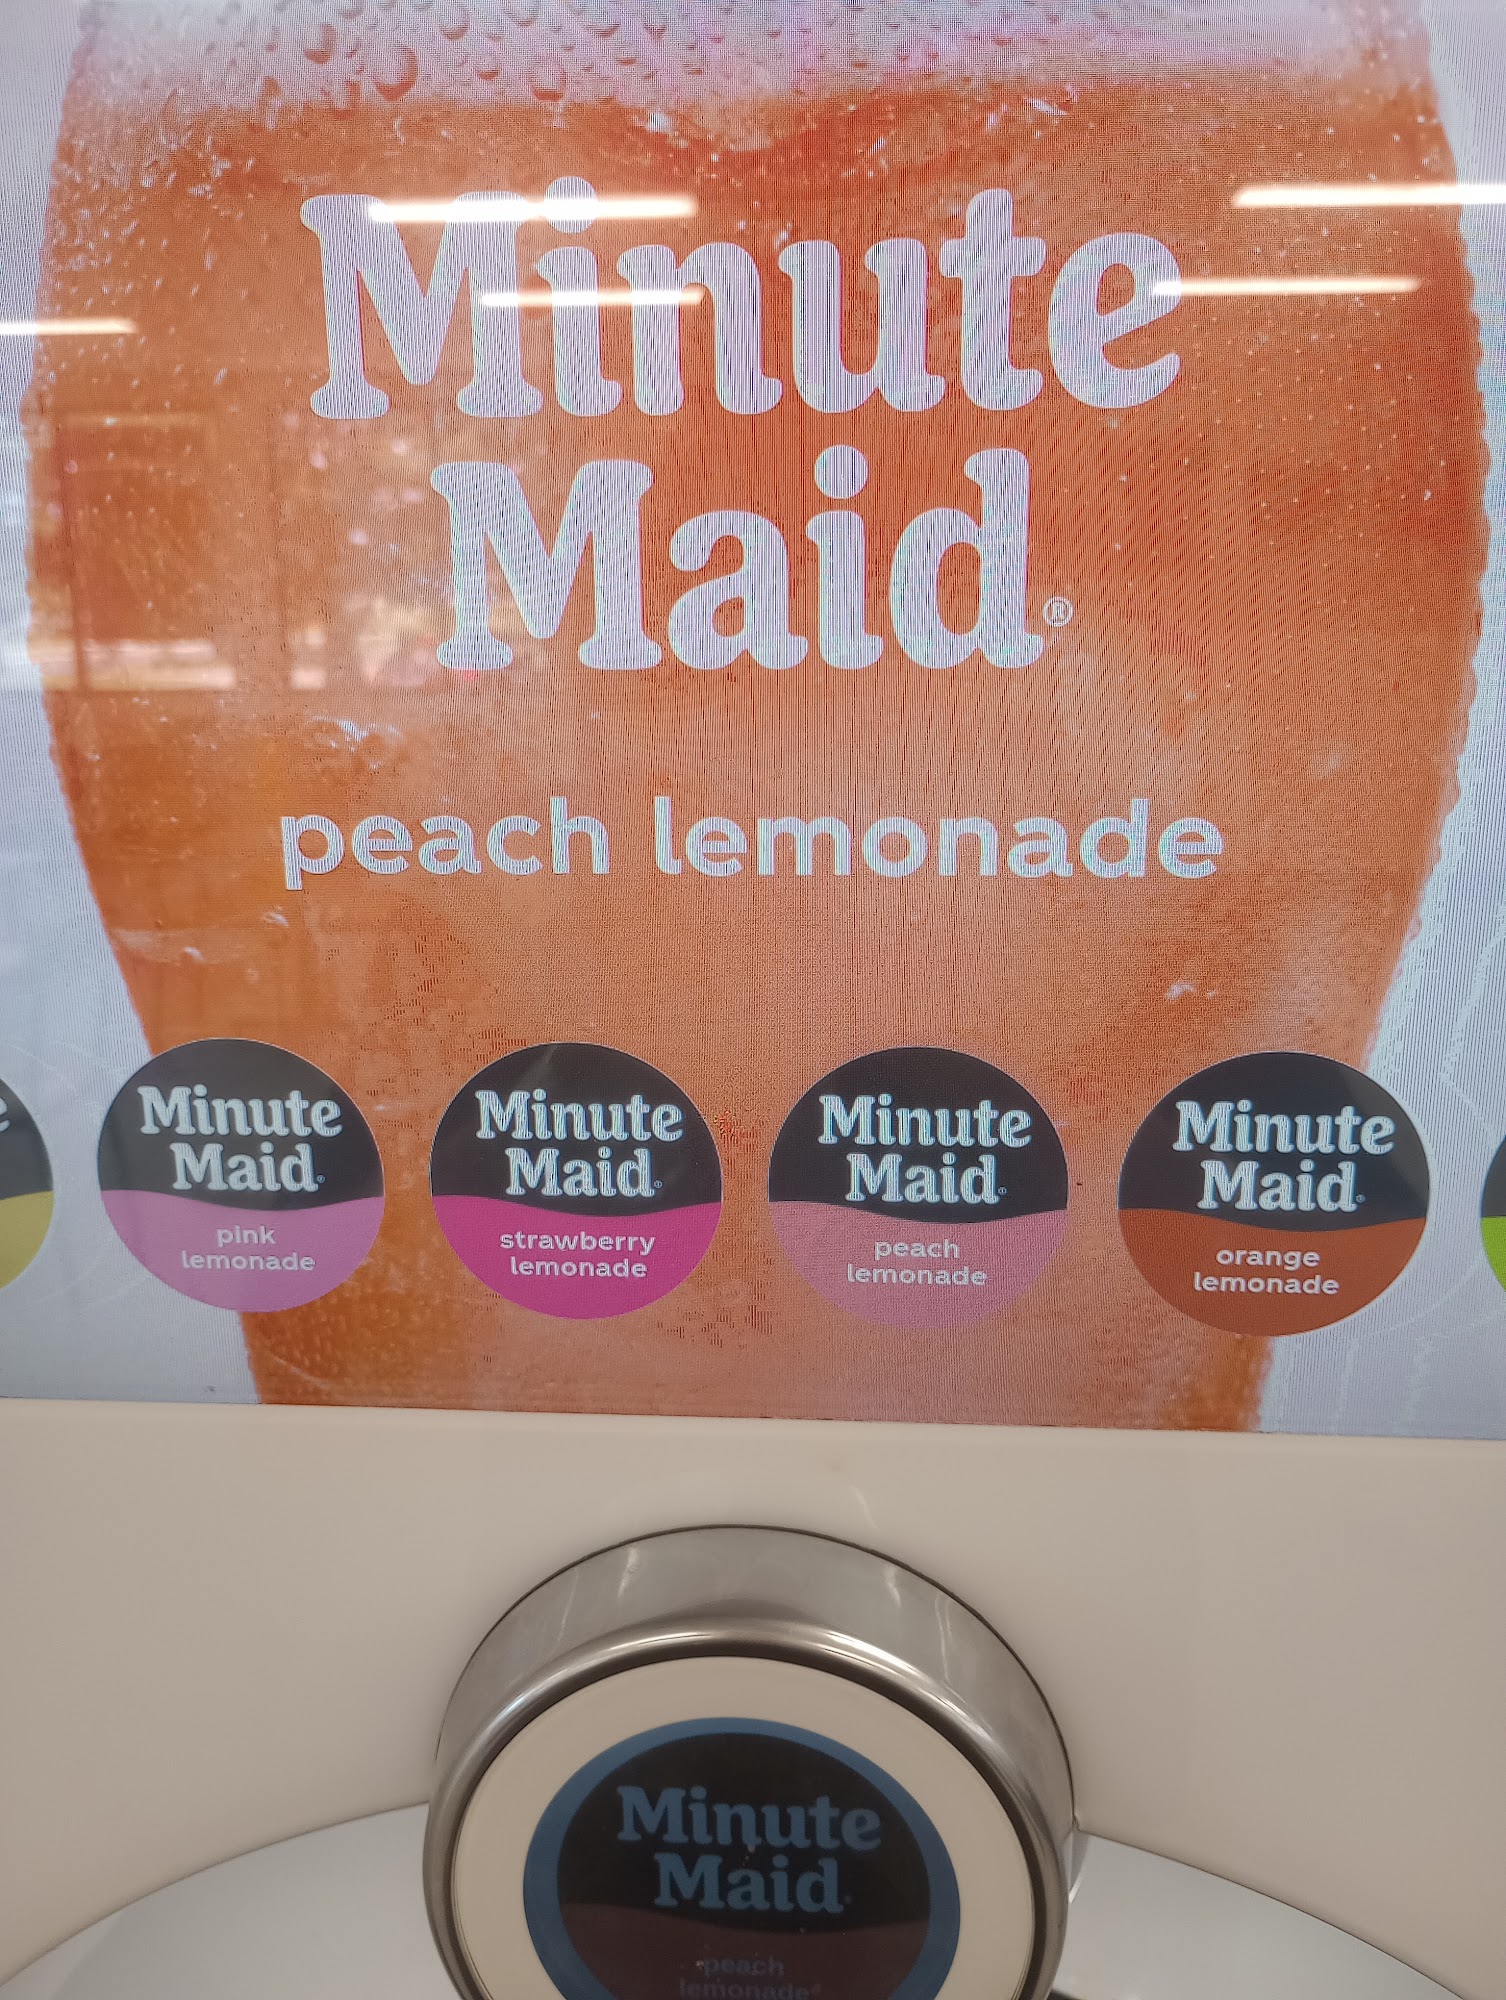 Minute
Maid®
peach lemonade
Minute
Maid
pink
lemonade
Minute
Maid
strawberry
lemonade
Minute
Maid
peach
lemonade
Minute
Maid
orange
lemonade
Minute
Maid
peach
lemonade